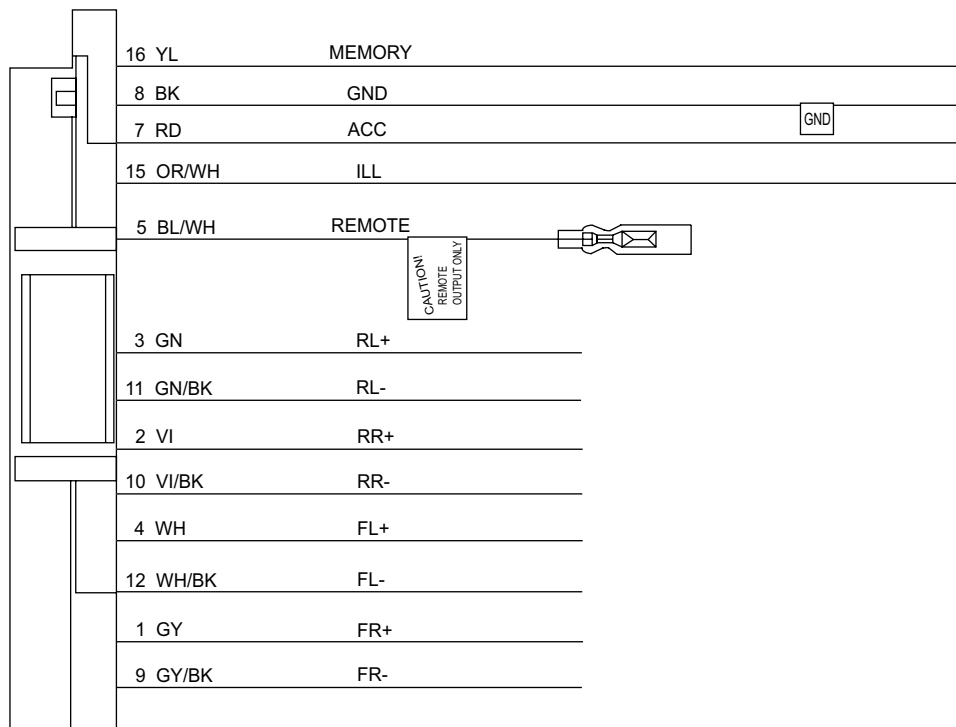 16 YL MEMORY
8 BK GND
GND
7 RD ACC
15 OR/WH ILL
5 BL/WH REMOTE
CAUTION!
REMOTE
OUTPUT ONLY
3 GN RL+
11 GN/BK RL-
2 VI RR+
10 VI/BK RR-
4 WH FL+
12 WH/BK FL-
1 GY FR+
9 GY/BK FR-